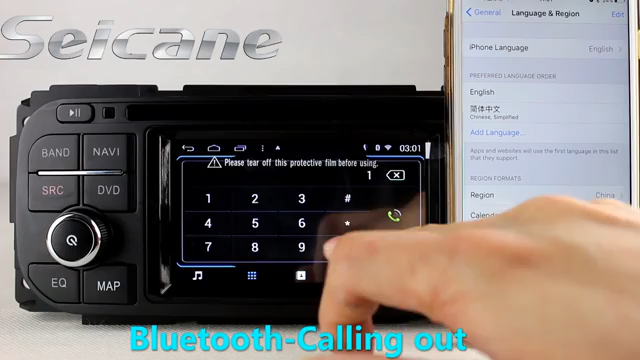 Seicane
General
Language & Region
Edit
iPhone Language
English
PREFERRED LANGUAGE ORDER
English
简体中文
Chinese, Simplified
Add Language...
Apps and websites will use the first language in this list
that they support.
REGION FORMATS
Region
China
BAND
NAVI
SRC
DVD
EQ
MAP
03:01
Please tear off this protective film before using.
1
1 2 3 #
4 5 6 *
7 8 9
Bluetooth-Calling out